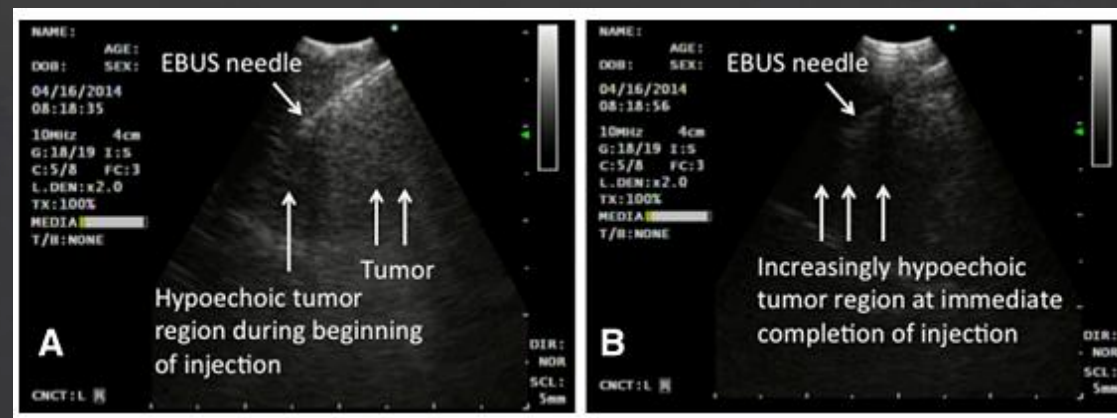 NAME:
AGE:
DOB: SEX:
04/16/2014
08:18:35
10MHz 4cm
G:18/19 I:S
C:5/8 FC:3
L.DEN:x2.0
TX:100%
MEDIA
T/B:NONE
EBUS needle
Tumor
Hypoechoic tumor
region during beginning
of injection
A
DIR:
NOR
SCL:
5mm
CNCT:L R
NAME:
AGE:
DOB: SEX:
04/16/2014
08:18:56
10MHz 4cm
G:18/19 I:S
C:5/8 FC:3
L.DEN:x2.0
TX:100%
MEDIA
T/B:NONE
EBUS needle
Increasingly hypoechoic
tumor region at immediate
completion of injection
B
DIR:
NOR
SCL:
5mm
CNCT:L R